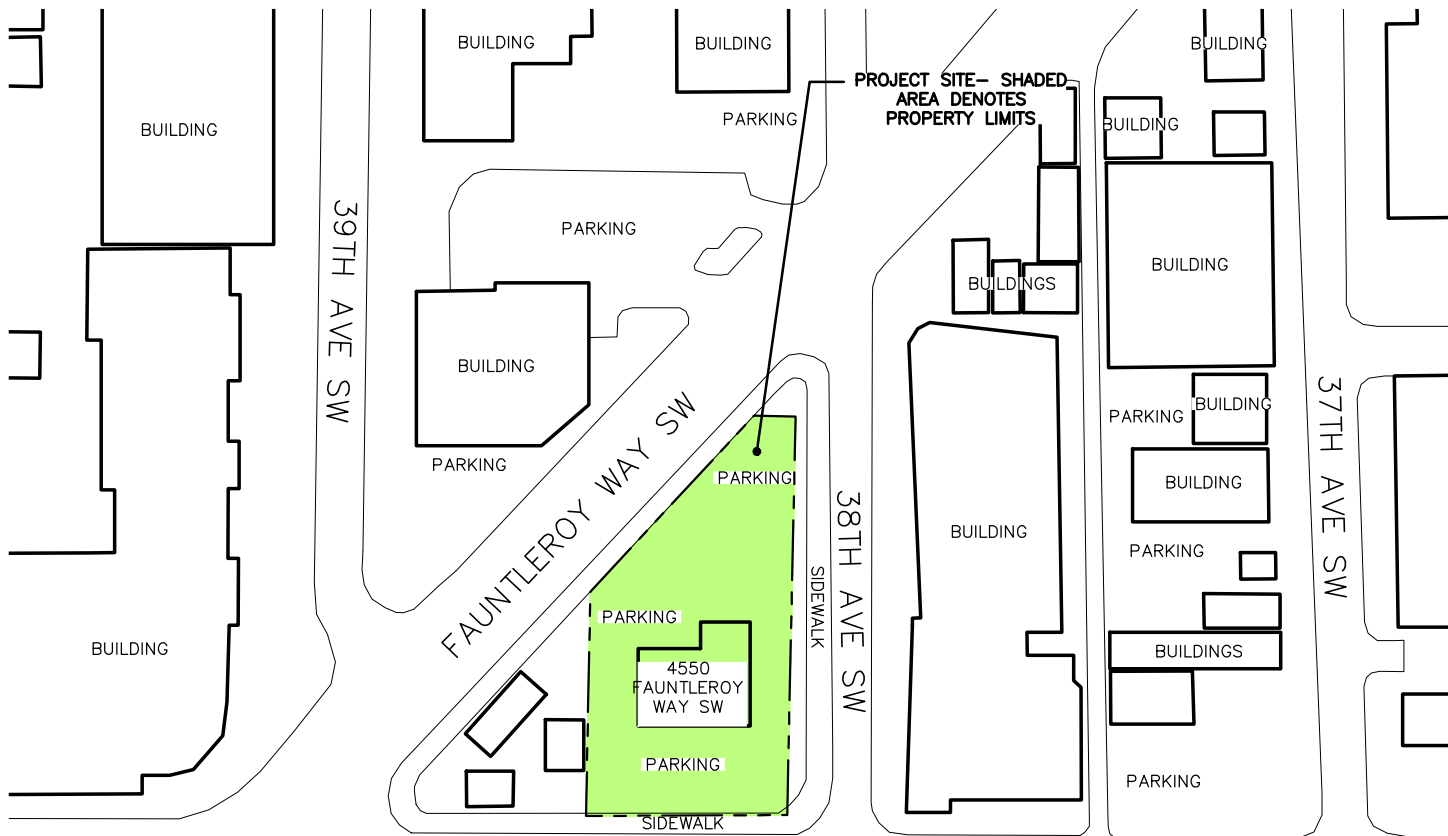 BUILDING
BUILDING
BUILDING
PROJECT SITE– SHADED
AREA DENOTES
PROPERTY LIMITS
PARKING
BUILDING
BUILDING
39TH AVE SW
PARKING
BUILDING
BUILDING
BUILDINGS
BUILDING
37TH AVE SW
PARKING
BUILDING
PARKING
FAUNTLEROY WAY SW
PARKING
38TH AVE SW
BUILDING
BUILDING
PARKING
SIDEWALK
PARKING
BUILDING
4550
FAUNTLEROY
WAY SW
BUILDINGS
PARKING
PARKING
SIDEWALK